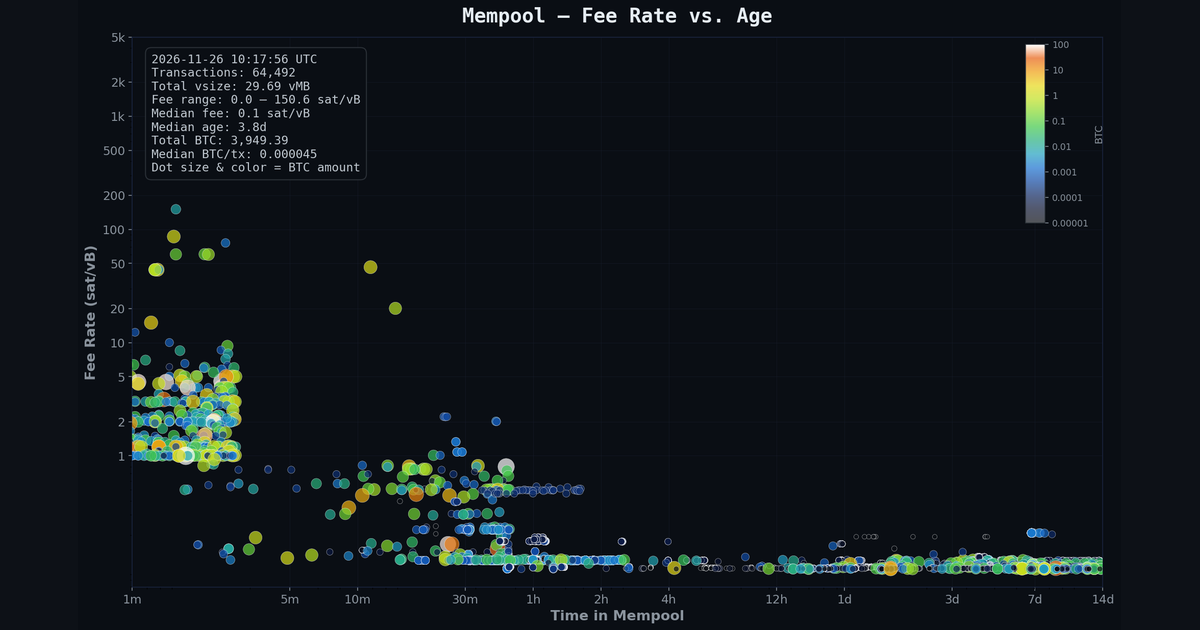 Mempool — Fee Rate vs. Age
2026-11-26 10:17:56 UTC
Transactions: 64,492
Total vsize: 29.69 vMB
Fee range: 0.0 – 150.6 sat/vB
Median fee: 0.1 sat/vB
Median age: 3.8d
Total BTC: 3,949.39
Median BTC/tx: 0.000045
Dot size & color = BTC amount
100
10
1
0.1
0.01
0.001
0.0001
0.00001
BTC
Fee Rate (sat/vB)
5k
2k
1k
500
200
100
50
20
10
5
2
1
1m
5m
10m
30m
1h
2h
4h
12h
1d
3d
7d
14d
Time in Mempool